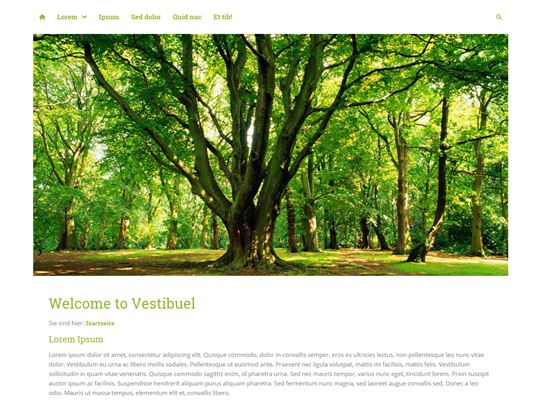 Lorem Ipsum Sed dolor Quid nuc Et tib!
Welcome to Vestibuel
Sie sind hier: Startseite
Lorem Ipsum
Lorem ipsum dolor sit amet, consectetur adipiscing elit. Quisque commodo, dolor in convallis semper, eros ex ultricies lectus, non pellentesque leo nunc vitae
dolor. Vestibulum eu urna ac libero mollis sodales. Pellentesque ut euismod ante. Praesent nec ligula volutpat, mattis mi facilisis, mattis felis. Vestibulum
sollicitudin in quam vitae venenatis. Quisque commodo sagittis enim, id pharetra urna. Sed nec mauris tempor, varius nunc eget, tincidunt lorem. Proin suscipit
auctor ipsum ac facilisis. Suspendisse hendrerit aliquam purus aliquam pharetra. Sed fermentum nunc magna, sed laoreet augue convallis sed. Donec a leo
odio. Mauris ut massa tempus, elementum elit et, convallis libero.